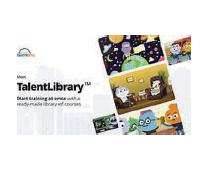 Meet
TalentLibrary™
Start training at once with a
ready-made library of courses